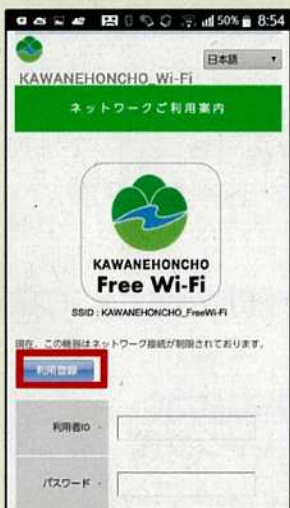 50% 8:54
日本語
KAWANEHONCHO_Wi-Fi
ネットワークご利用案内
KAWANEHONCHO
Free Wi-Fi
SSID : KAWANEHONCHO_FreeWi-Fi
現在、この機器はネットワーク接続が制限されております。
利用登録
利用者ID
パスワード